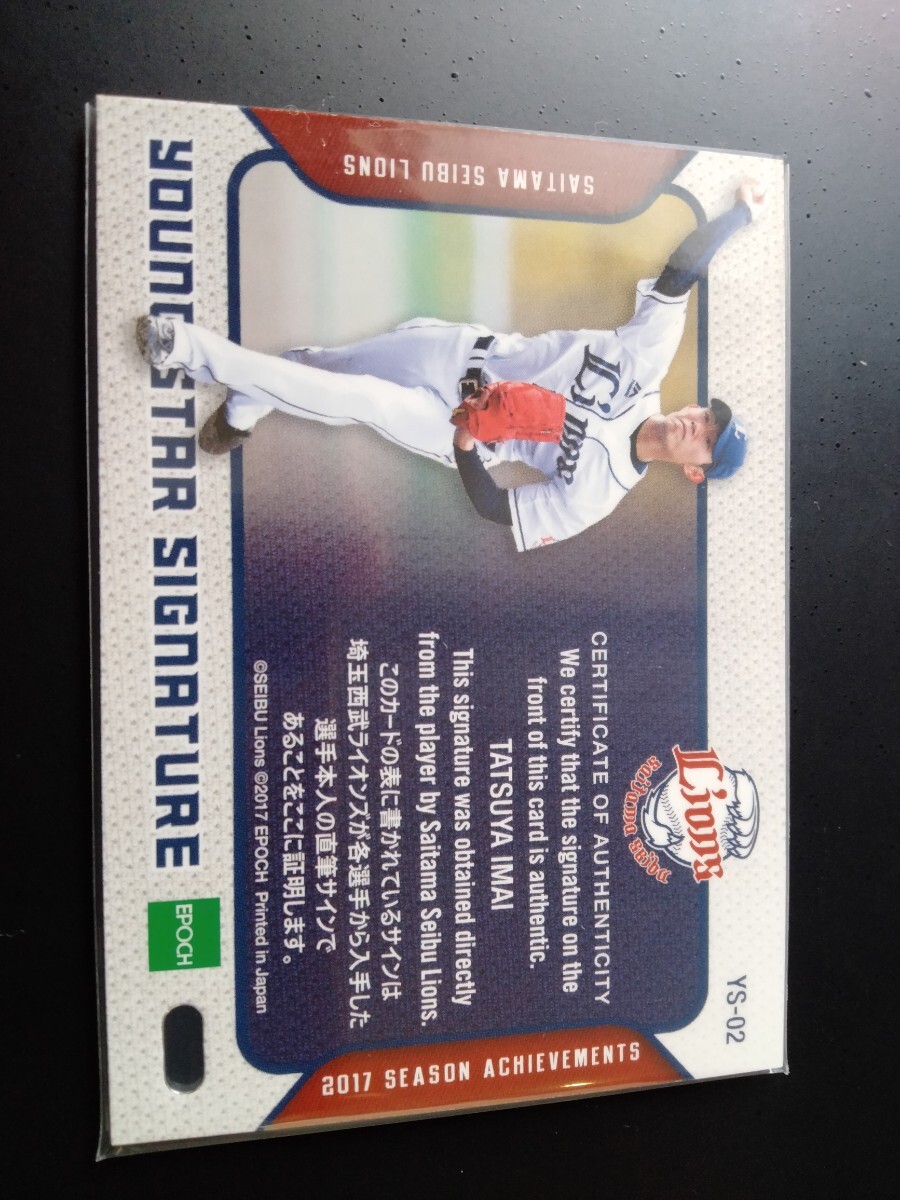 SAITAMA SEIBU LIONS
YS-02
Lions
Saitama Seibu
Lions
CERTIFICATE OF AUTHENTICITY
We certify that the signature on the
front of this card is authentic.
TATSUYA IMAI
This signature was obtained directly
from the player by Saitama Seibu Lions.
このカードの表に書かれているサインは
埼玉西武ライオンズが各選手から入手した
選手本人の直筆サインで
あることをここに証明します。
©SEIBU Lions ©2017 EPOCH Printed in Japan
2017 SEASON ACHIEVEMENTS
YOUNG STAR SIGNATURE
EPOCH